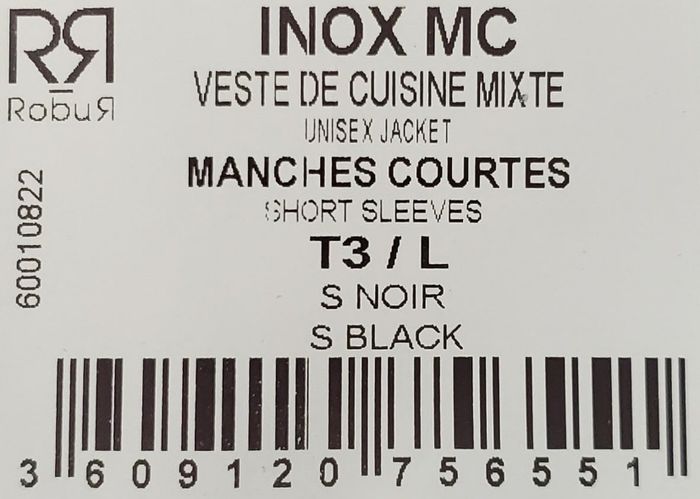 RR
RobuR
INOX MC
VESTE DE CUISINE MIXTE
UNISEX JACKET
MANCHES COURTES
SHORT SLEEVES
T3 / L
S NOIR
S BLACK
60010822
3 609120 756551